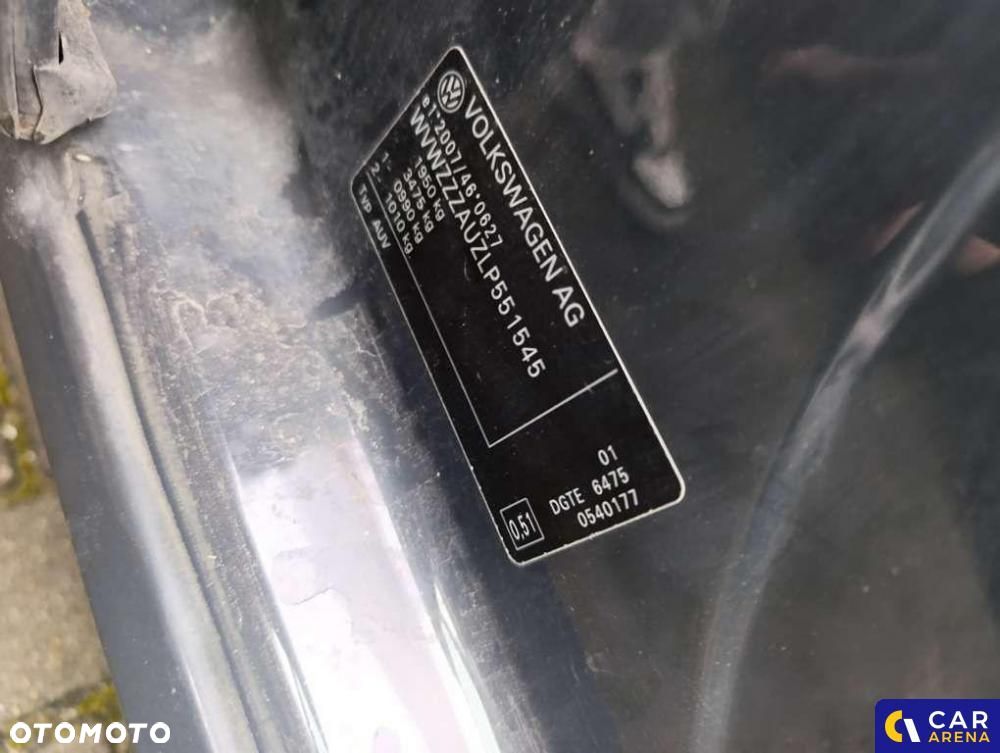 VOLKSWAGEN AG
e1*2007/46*0627
WVWZZZAUZLP551545
1950 kg
3475 kg
1- 0990 kg
2- 1010 kg
Typ AUV
01
DGTE 6475
0540177
0,51
OTOMOTO
CAR
ARENA